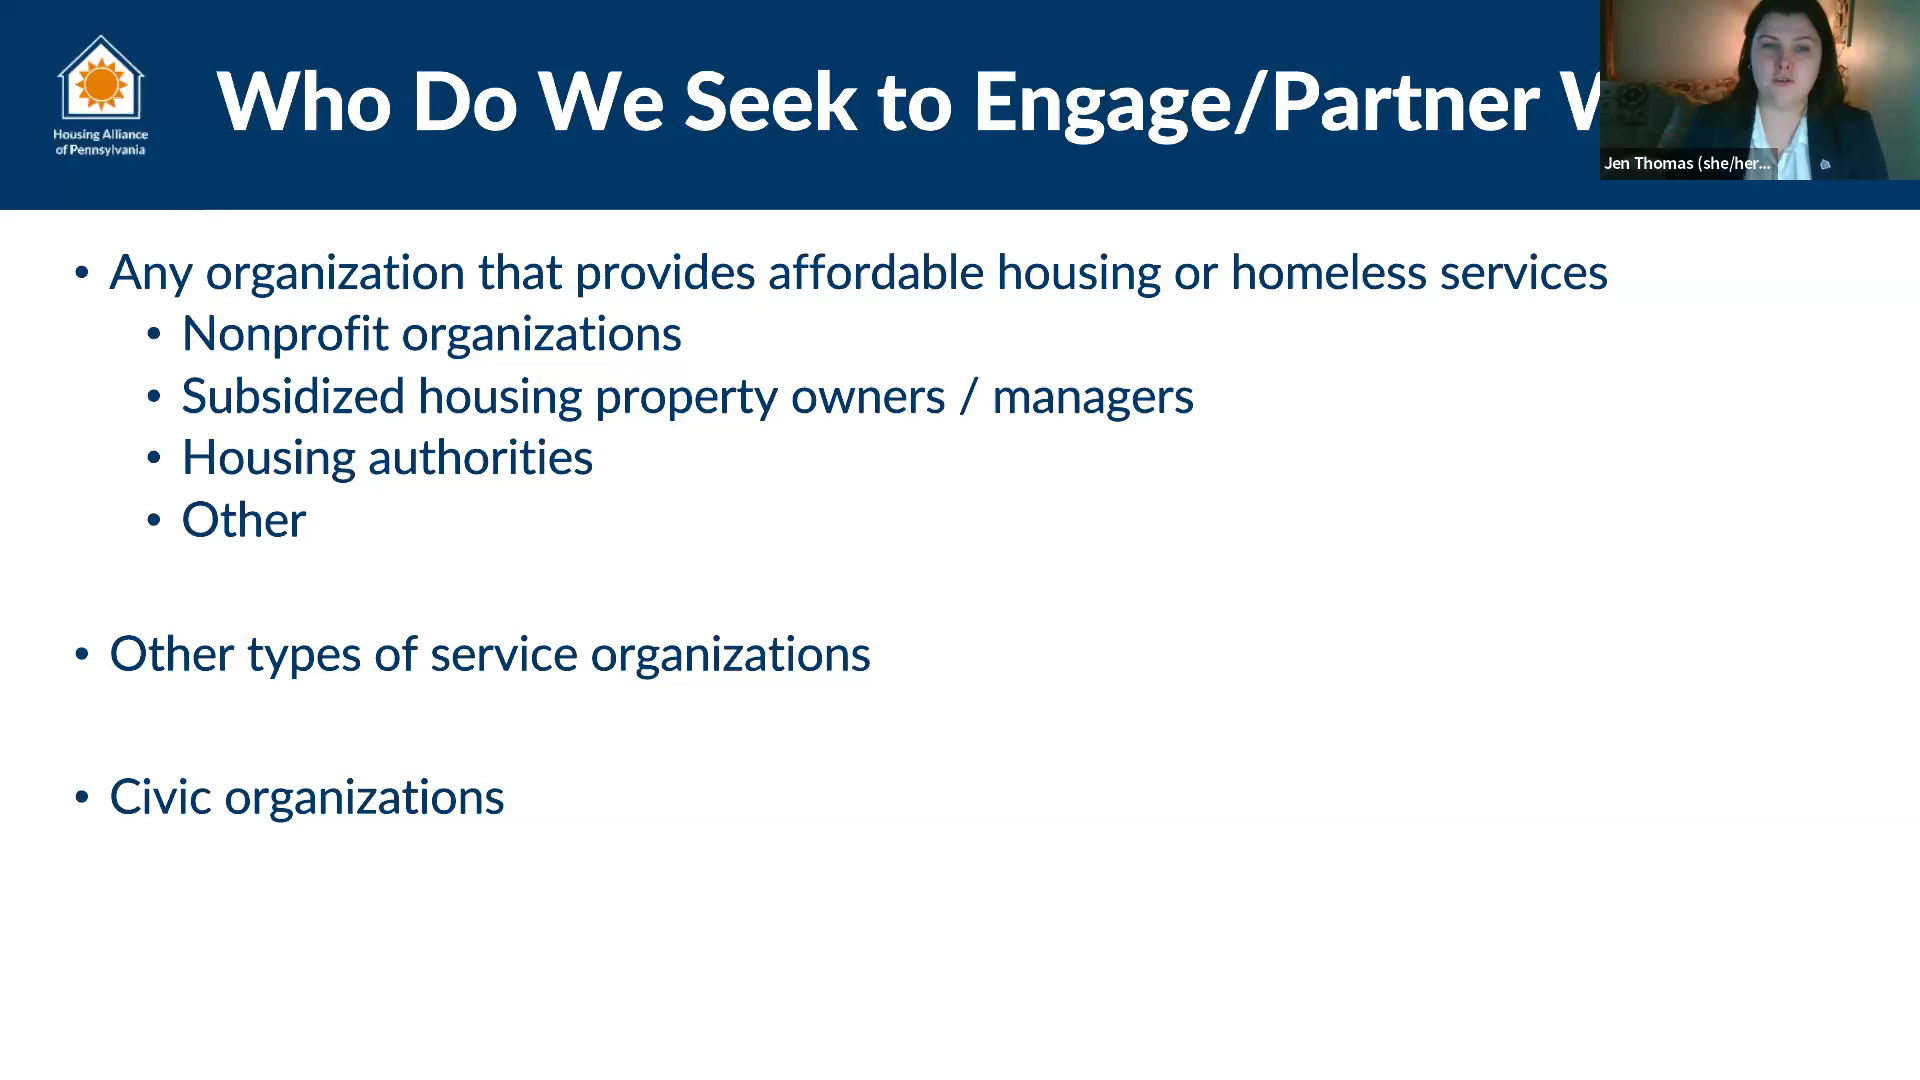 Housing Alliance
of Pennsylvania
Who Do We Seek to Engage/Partner
Jen Thomas (she/her...
• Any organization that provides affordable housing or homeless services
• Nonprofit organizations
• Subsidized housing property owners / managers
• Housing authorities
• Other
• Other types of service organizations
• Civic organizations